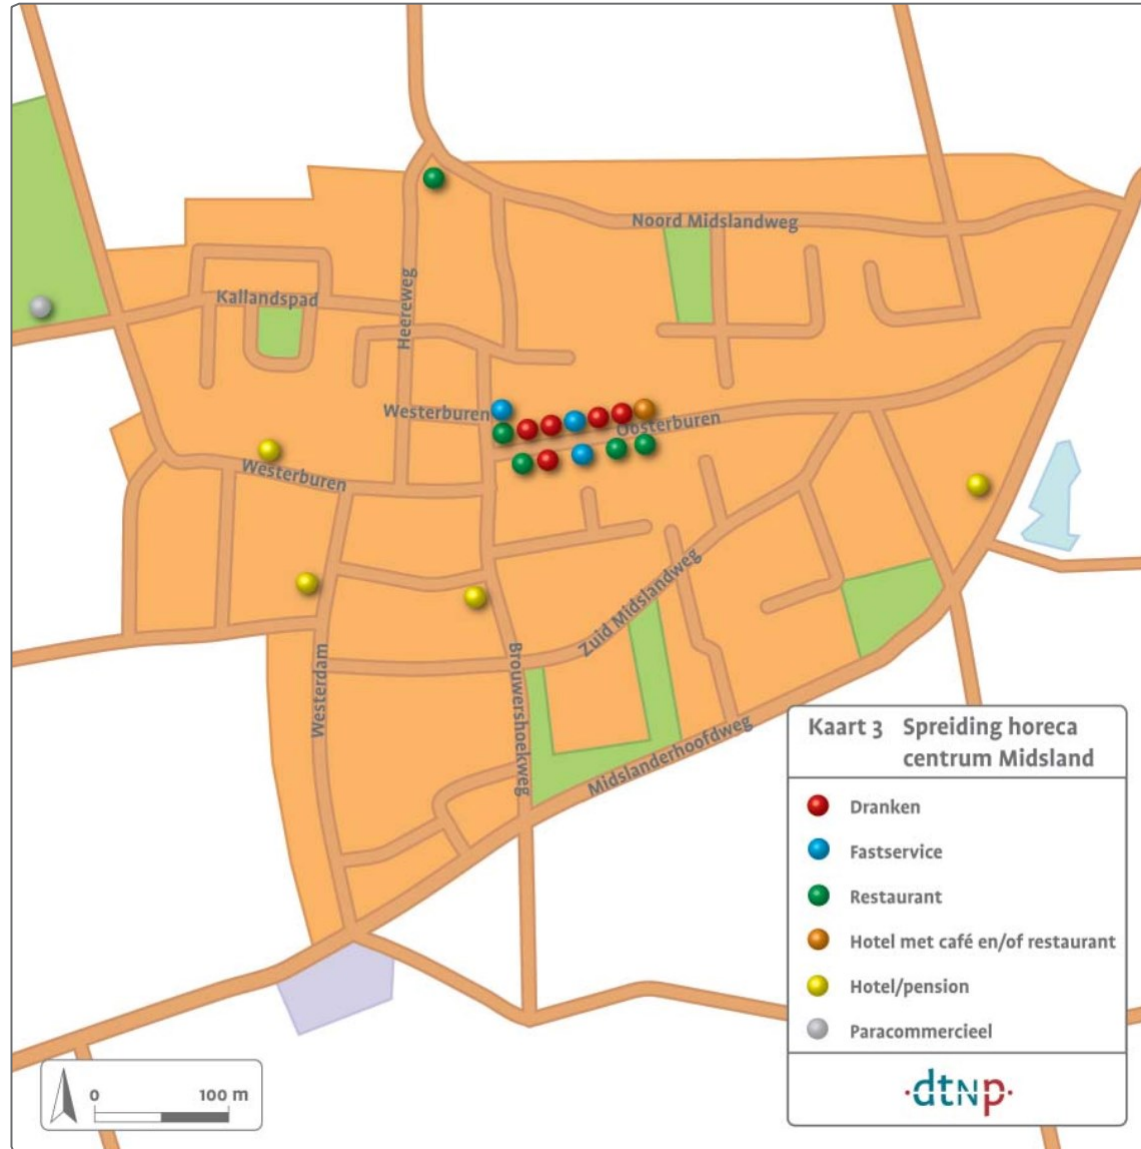 Noord Midslandweg
Kallandspad
Heereweg
Westerburen
Oosterburen
Westerburen
Zuid Midslandweg
Westerdam
Brouwershoekweg
Midslanderhoofdweg
Kaart 3 Spreiding horeca
centrum Midsland
Dranken
Fastservice
Restaurant
Hotel met café en/of restaurant
Hotel/pension
Paracommercieel
0 100 m
·dtNp·